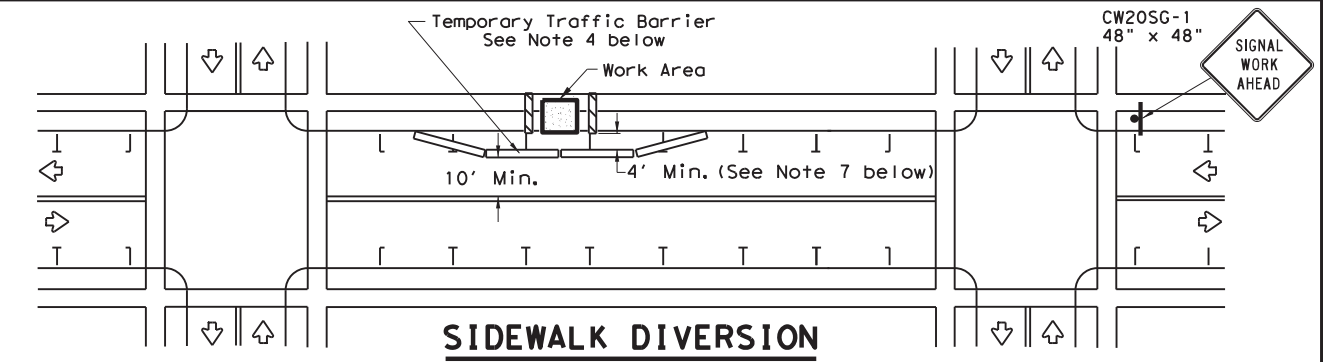 Temporary Traffic Barrier
See Note 4 below
Work Area
CW20SG-1
48" x 48"
SIGNAL
WORK
AHEAD
10' Min.
4' Min. (See Note 7 below)
SIDEWALK DIVERSION